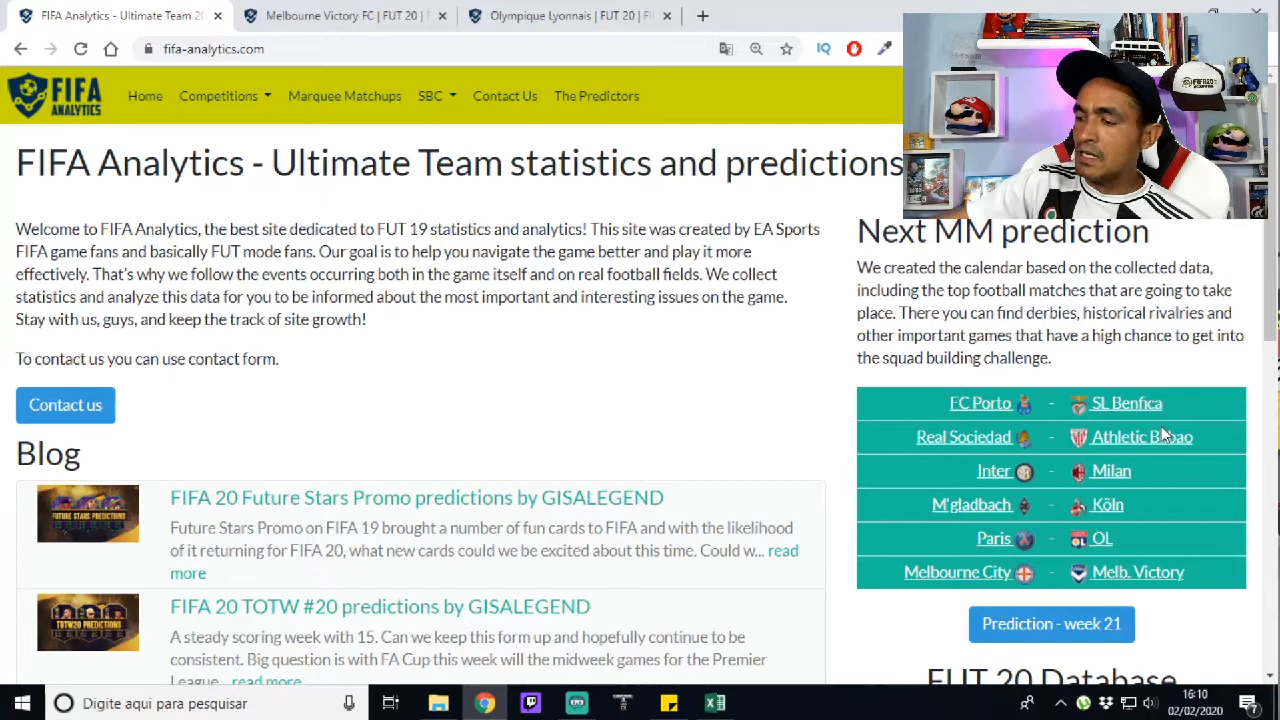 FIFA Analytics - Ultimate Team 20
Melbourne Victory FC | FUT 20 | F
Olympique Lyonnais | FUT 20 | FIF
fifa-analytics.com
FIFA
ANALYTICS
Home
Competitions
Marquee Matchups
SBC
Contact Us
The Predictors
FIFA Analytics - Ultimate Team statistics and predictions
Welcome to FIFA Analytics, the best site dedicated to FUT 19 statistics and analytics! This site was created by EA Sports
FIFA game fans and basically FUT mode fans. Our goal is to help you navigate the game better and play it more
effectively. That's why we follow the events occurring both in the game itself and on real football fields. We collect
statistics and analyze this data for you to be informed about the most important and interesting issues on the game.
Stay with us, guys, and keep the track of site growth!
To contact us you can use contact form.
Contact us
Blog
FIFA 20 Future Stars Promo predictions by GISALEGEND
Future Stars Promo on FIFA 19 brought a number of fun cards to FIFA and with the likelihood
of it returning for FIFA 20, what new cards could we be excited about this time. Could w... read
more
FIFA 20 TOTW #20 predictions by GISALEGEND
A steady scoring week with 15. Can we keep this form up and hopefully continue to be
consistent. Big question is with FA Cup this week will the midweek games for the Premier
League... read more
FUTURE STARS PROMO
PREDICTIONS
TOTW20
PREDICTIONS
Next MM prediction
We created the calendar based on the collected data,
including the top football matches that are going to take
place. There you can find derbies, historical rivalries and
other important games that have a high chance to get into
the squad building challenge.
FC Porto - SL Benfica
Real Sociedad - Athletic Bilbao
Inter - Milan
M'gladbach - Köln
Paris - OL
Melbourne City - Melb. Victory
Prediction - week 21
FUT 20 Database
Digite aqui para pesquisar
16:10
02/02/2020
7